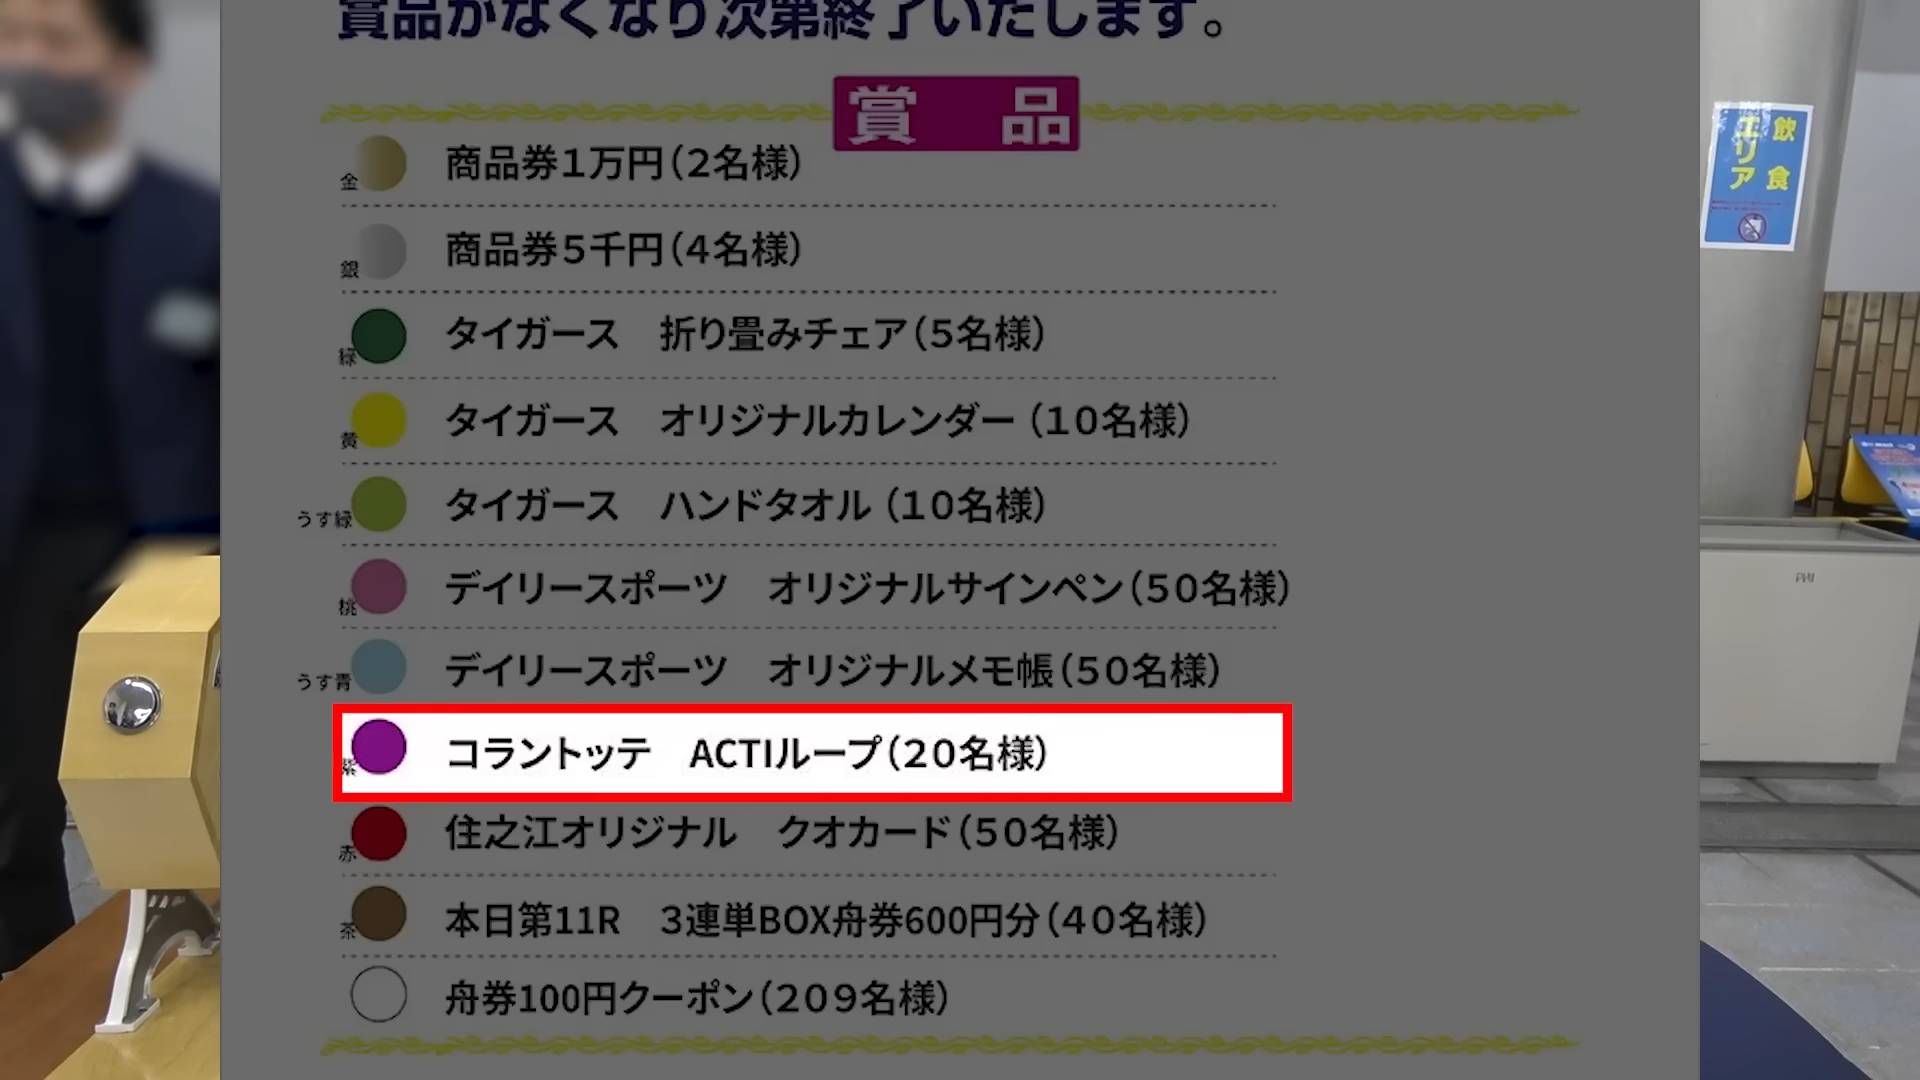 賞品がなくなり次第終了いたします。
賞 品
金 商品券1万円(2名様)
銀 商品券5千円(4名様)
緑 タイガース 折り畳みチェア(5名様)
黄 タイガース オリジナルカレンダー(10名様)
うす緑 タイガース ハンドタオル(10名様)
桃 デイリースポーツ オリジナルサインペン(50名様)
うす青 デイリースポーツ オリジナルメモ帳(50名様)
紫 コラントッテ ACTIループ(20名様)
赤 住之江オリジナル クオカード(50名様)
茶 本日第11R 3連単BOX舟券600円分(40名様)
舟券100円クーポン(209名様)
飲食
エリア